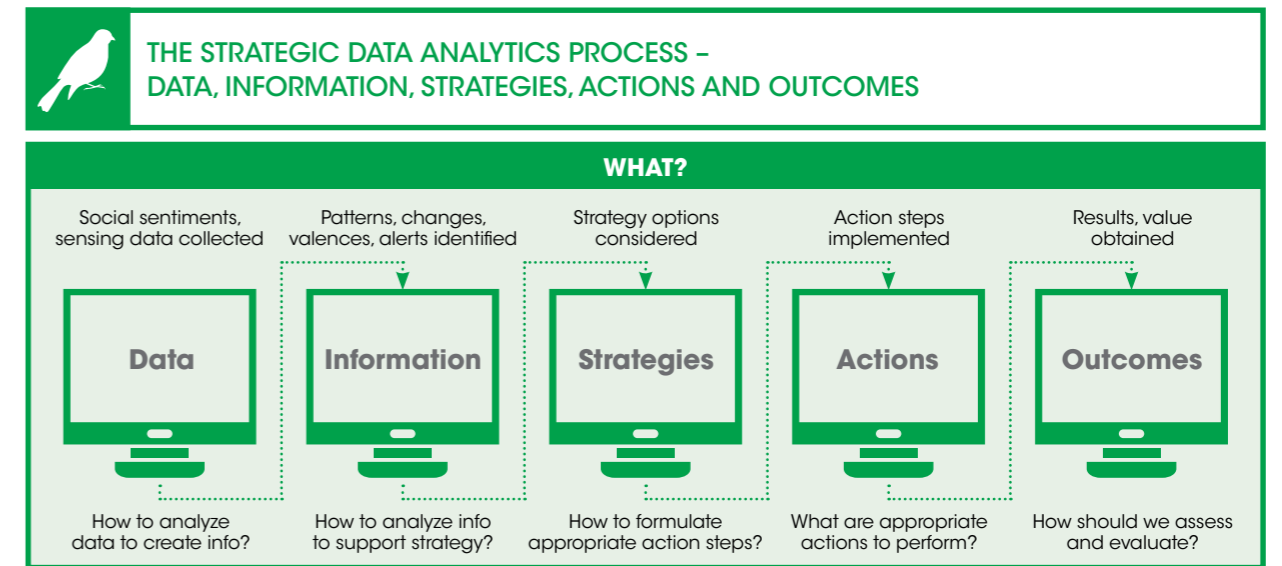 THE STRATEGIC DATA ANALYTICS PROCESS –
DATA, INFORMATION, STRATEGIES, ACTIONS AND OUTCOMES
WHAT?
Social sentiments,
sensing data collected
Patterns, changes,
valences, alerts identified
Strategy options
considered
Action steps
implemented
Results, value
obtained
Data
Information
Strategies
Actions
Outcomes
How to analyze
data to create info?
How to analyze info
to support strategy?
How to formulate
appropriate action steps?
What are appropriate
actions to perform?
How should we assess
and evaluate?